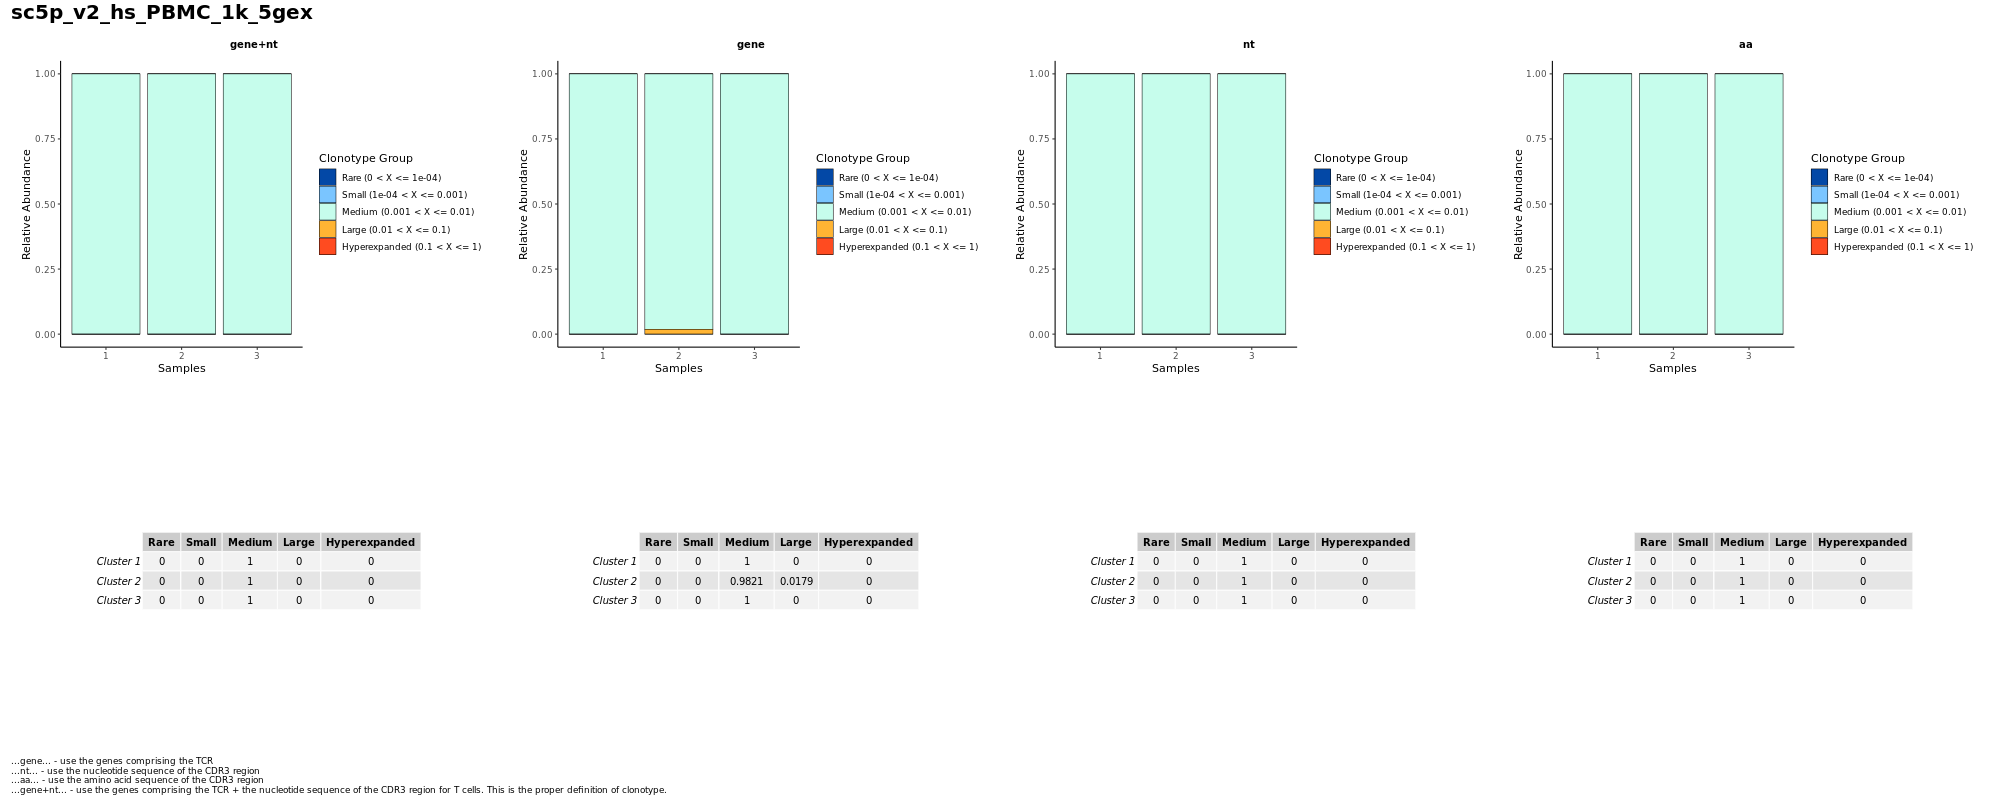 sc5p_v2_hs_PBMC_1k_5gex
gene+nt
1.00
0.75
0.50
0.25
0.00
Relative Abundance
1 2 3
Samples
Clonotype Group
Rare (0 < X <= 1e-04)
Small (1e-04 < X <= 0.001)
Medium (0.001 < X <= 0.01)
Large (0.01 < X <= 0.1)
Hyperexpanded (0.1 < X <= 1)
gene
1.00
0.75
0.50
0.25
0.00
Relative Abundance
1 2 3
Samples
Clonotype Group
Rare (0 < X <= 1e-04)
Small (1e-04 < X <= 0.001)
Medium (0.001 < X <= 0.01)
Large (0.01 < X <= 0.1)
Hyperexpanded (0.1 < X <= 1)
nt
1.00
0.75
0.50
0.25
0.00
Relative Abundance
1 2 3
Samples
Clonotype Group
Rare (0 < X <= 1e-04)
Small (1e-04 < X <= 0.001)
Medium (0.001 < X <= 0.01)
Large (0.01 < X <= 0.1)
Hyperexpanded (0.1 < X <= 1)
aa
1.00
0.75
0.50
0.25
0.00
Relative Abundance
1 2 3
Samples
Clonotype Group
Rare (0 < X <= 1e-04)
Small (1e-04 < X <= 0.001)
Medium (0.001 < X <= 0.01)
Large (0.01 < X <= 0.1)
Hyperexpanded (0.1 < X <= 1)
Rare Small Medium Large Hyperexpanded
Cluster 1 0 0 1 0 0
Cluster 2 0 0 1 0 0
Cluster 3 0 0 1 0 0
Rare Small Medium Large Hyperexpanded
Cluster 1 0 0 1 0 0
Cluster 2 0 0 0.9821 0.0179 0
Cluster 3 0 0 1 0 0
Rare Small Medium Large Hyperexpanded
Cluster 1 0 0 1 0 0
Cluster 2 0 0 1 0 0
Cluster 3 0 0 1 0 0
Rare Small Medium Large Hyperexpanded
Cluster 1 0 0 1 0 0
Cluster 2 0 0 1 0 0
Cluster 3 0 0 1 0 0
...gene... - use the genes comprising the TCR
...nt... - use the nucleotide sequence of the CDR3 region
...aa... - use the amino acid sequence of the CDR3 region
...gene+nt... - use the genes comprising the TCR + the nucleotide sequence of the CDR3 region for T cells. This is the proper definition of clonotype.